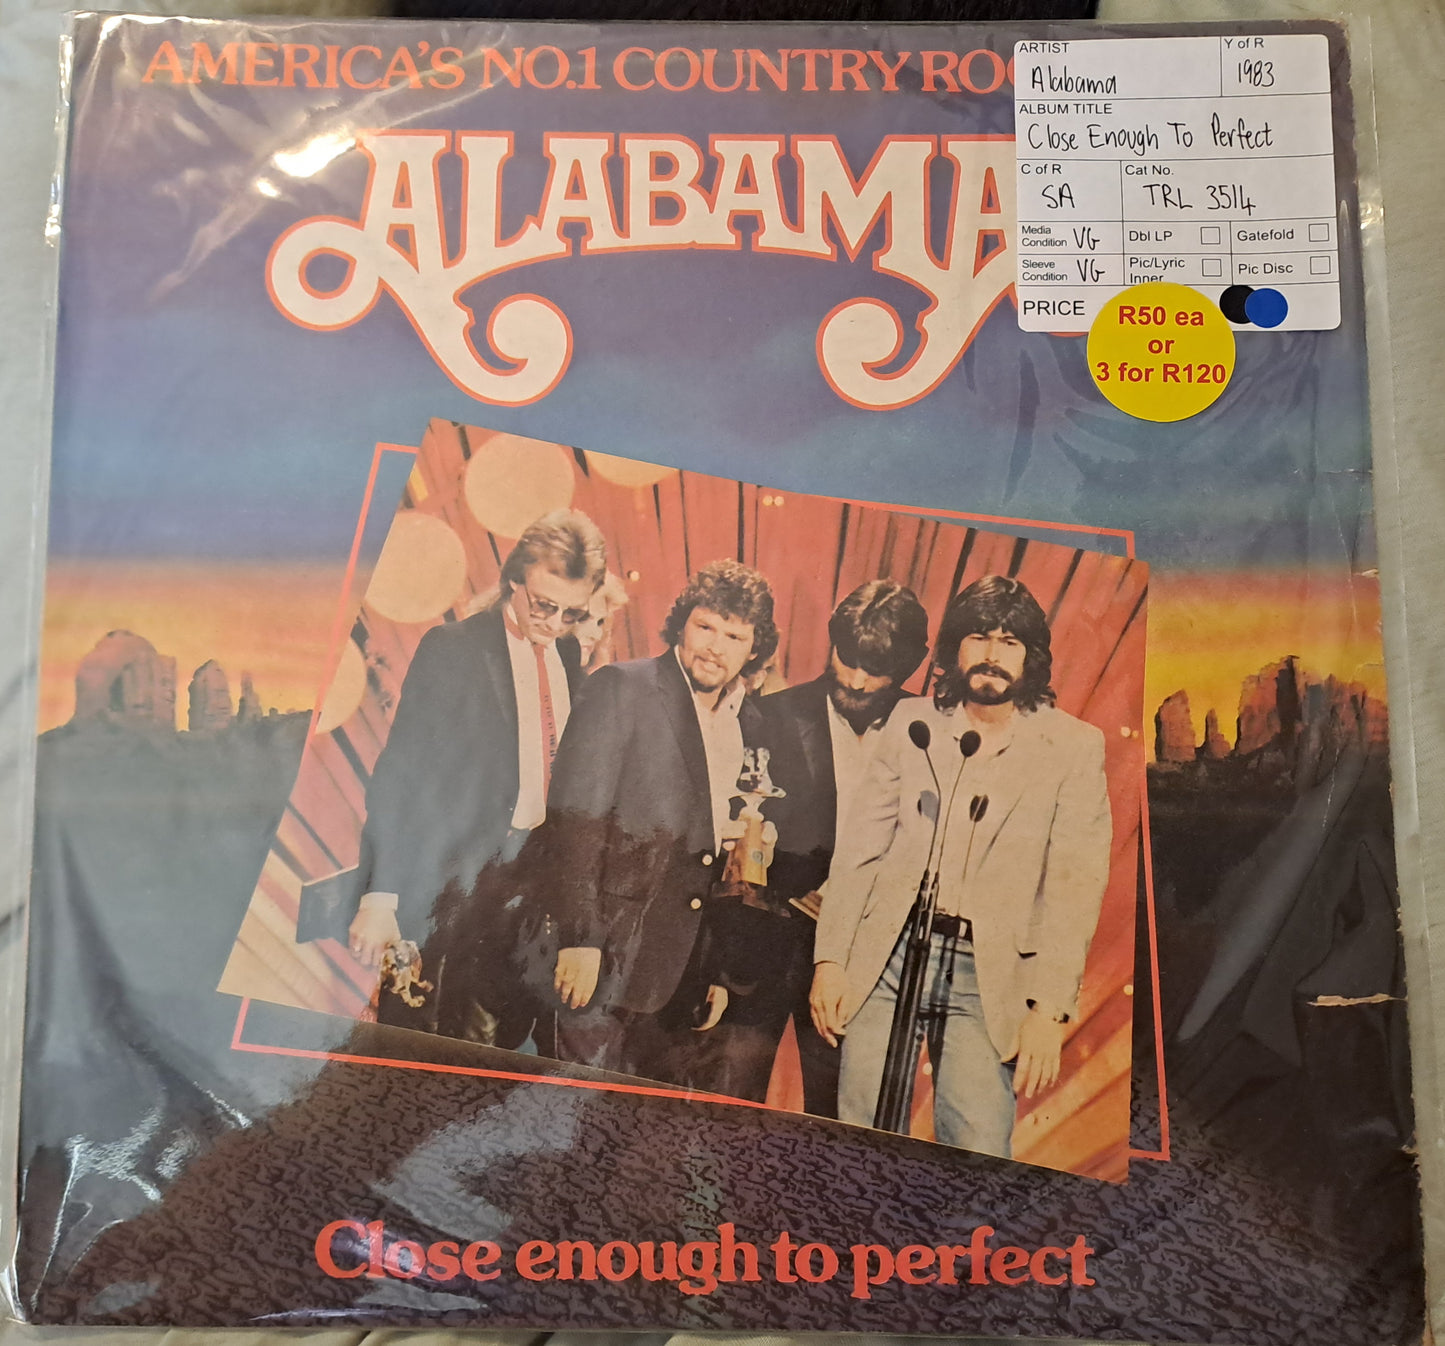 AMERICA'S NO.1 COUNTRY
ALABAMA
ARTIST
Alabama
Y of R
1983
ALBUM TITLE
Close Enough To Perfect
C of R
SA
Cat No.
TRL 3514
Media
Condition VG
Dbl LP
Gatefold
Sleeve
Condition VG
Pic/Lyric
Inner
Pic Disc
PRICE
R50 ea
or
3 for R120
Close enough to perfect